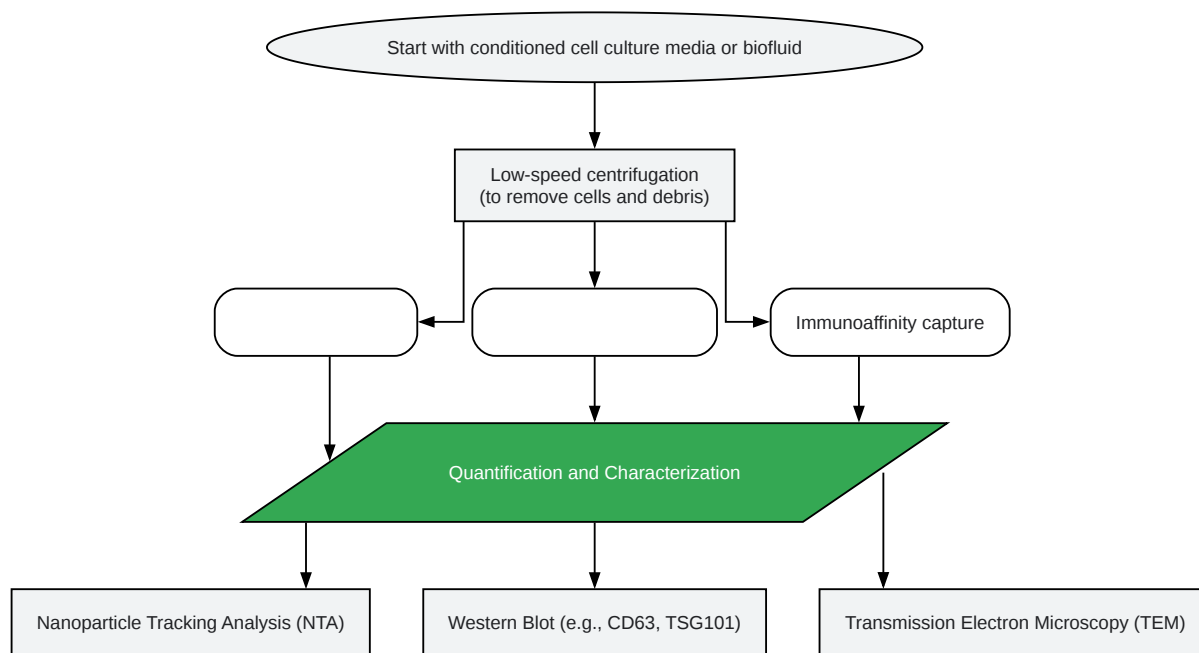 Start with conditioned cell culture media or biofluid
Low-speed centrifugation
(to remove cells and debris)
Immunoaffinity capture
Quantification and Characterization
Nanoparticle Tracking Analysis (NTA)
Western Blot (e.g., CD63, TSG101)
Transmission Electron Microscopy (TEM)